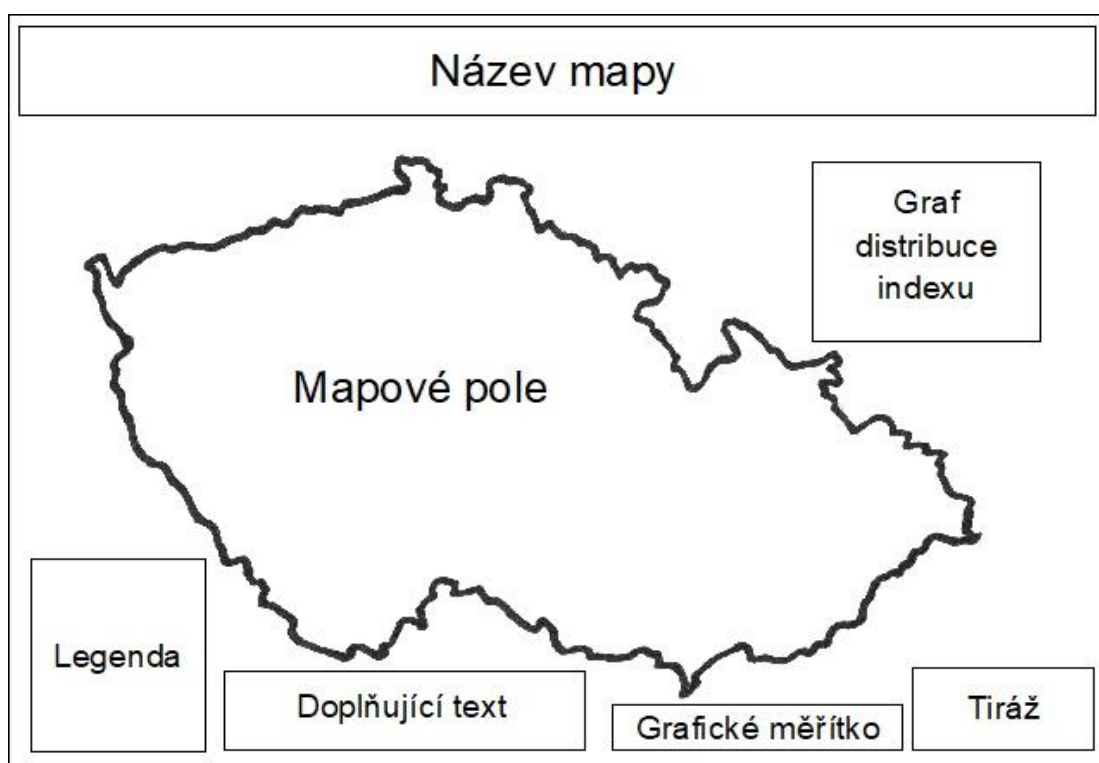 Název mapy
Graf
distribuce
indexu
Mapové pole
Legenda
Doplňující text
Grafické měřítko
Tiráž